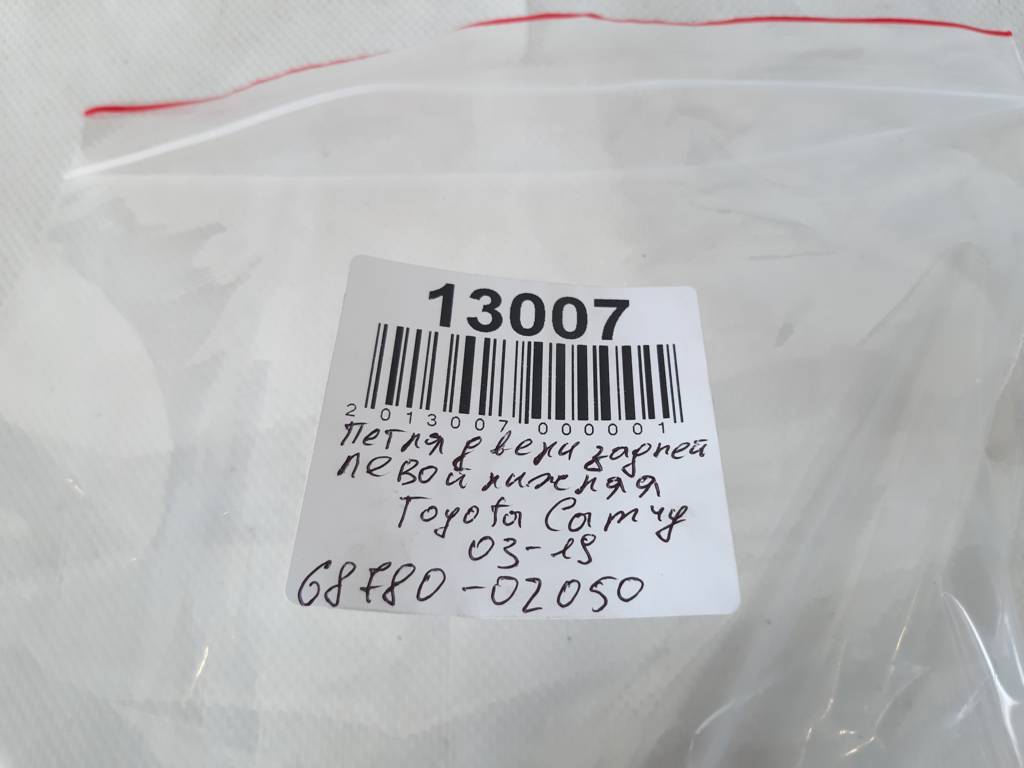 13007
2013007000001
Петля двери задней
левой нижняя
Toyota Camry
03-19
68780-02050